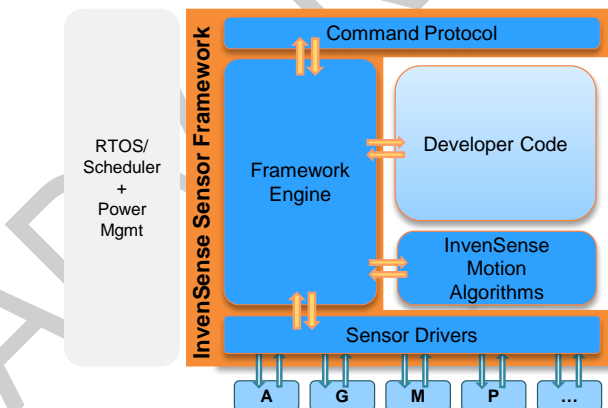 Command Protocol
InvenSense Sensor Framework
RTOS/
Scheduler
+
Power
Mgmt
Framework
Engine
Developer Code
InvenSense
Motion
Algorithms
Sensor Drivers
A
G
M
P
...